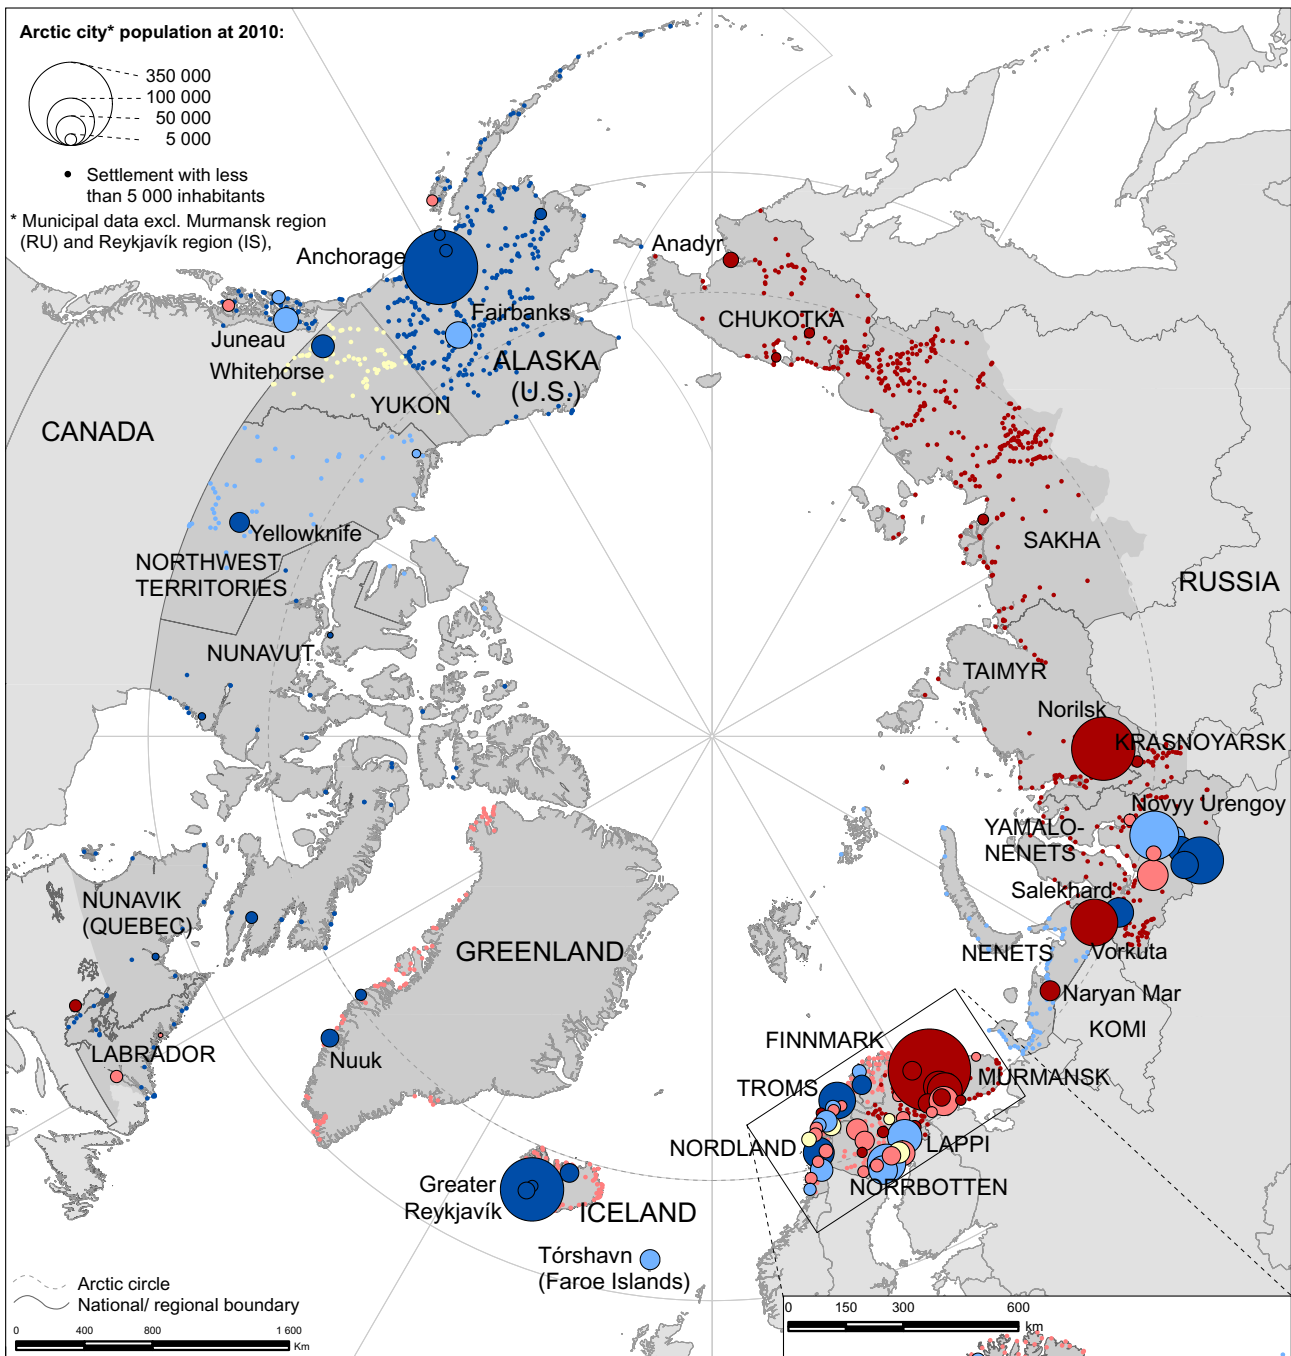 Arctic city* population at 2010:
350 000
100 000
50 000
5 000
Settlement with less
than 5 000 inhabitants
* Municipal data excl. Murmansk region
(RU) and Reykjavík region (IS),
Anchorage
Anadyr
CHUKOTKA
Fairbanks
Juneau
Whitehorse
ALASKA
(U.S.)
YUKON
CANADA
Yellowknife
NORTHWEST
TERRITORIES
SAKHA
RUSSIA
NUNAVUT
TAIMYR
Norilsk
KRASNOYARSK
Novyy Urengoy
YAMALO-
NENETS
Salekhard
NUNAVIK
(QUEBEC)
GREENLAND
NENETS
Vorkuta
Naryan Mar
KOMI
FINNMARK
Nuuk
LABRADOR
MURMANSK
TROMS
NORDLAND
LAPPI
NORRBOTTEN
Greater
Reykjavík
ICELAND
Tórshavn
(Faroe Islands)
Arctic circle
National/ regional boundary
0 400 800 1 600
Km
0 150 300 600
km